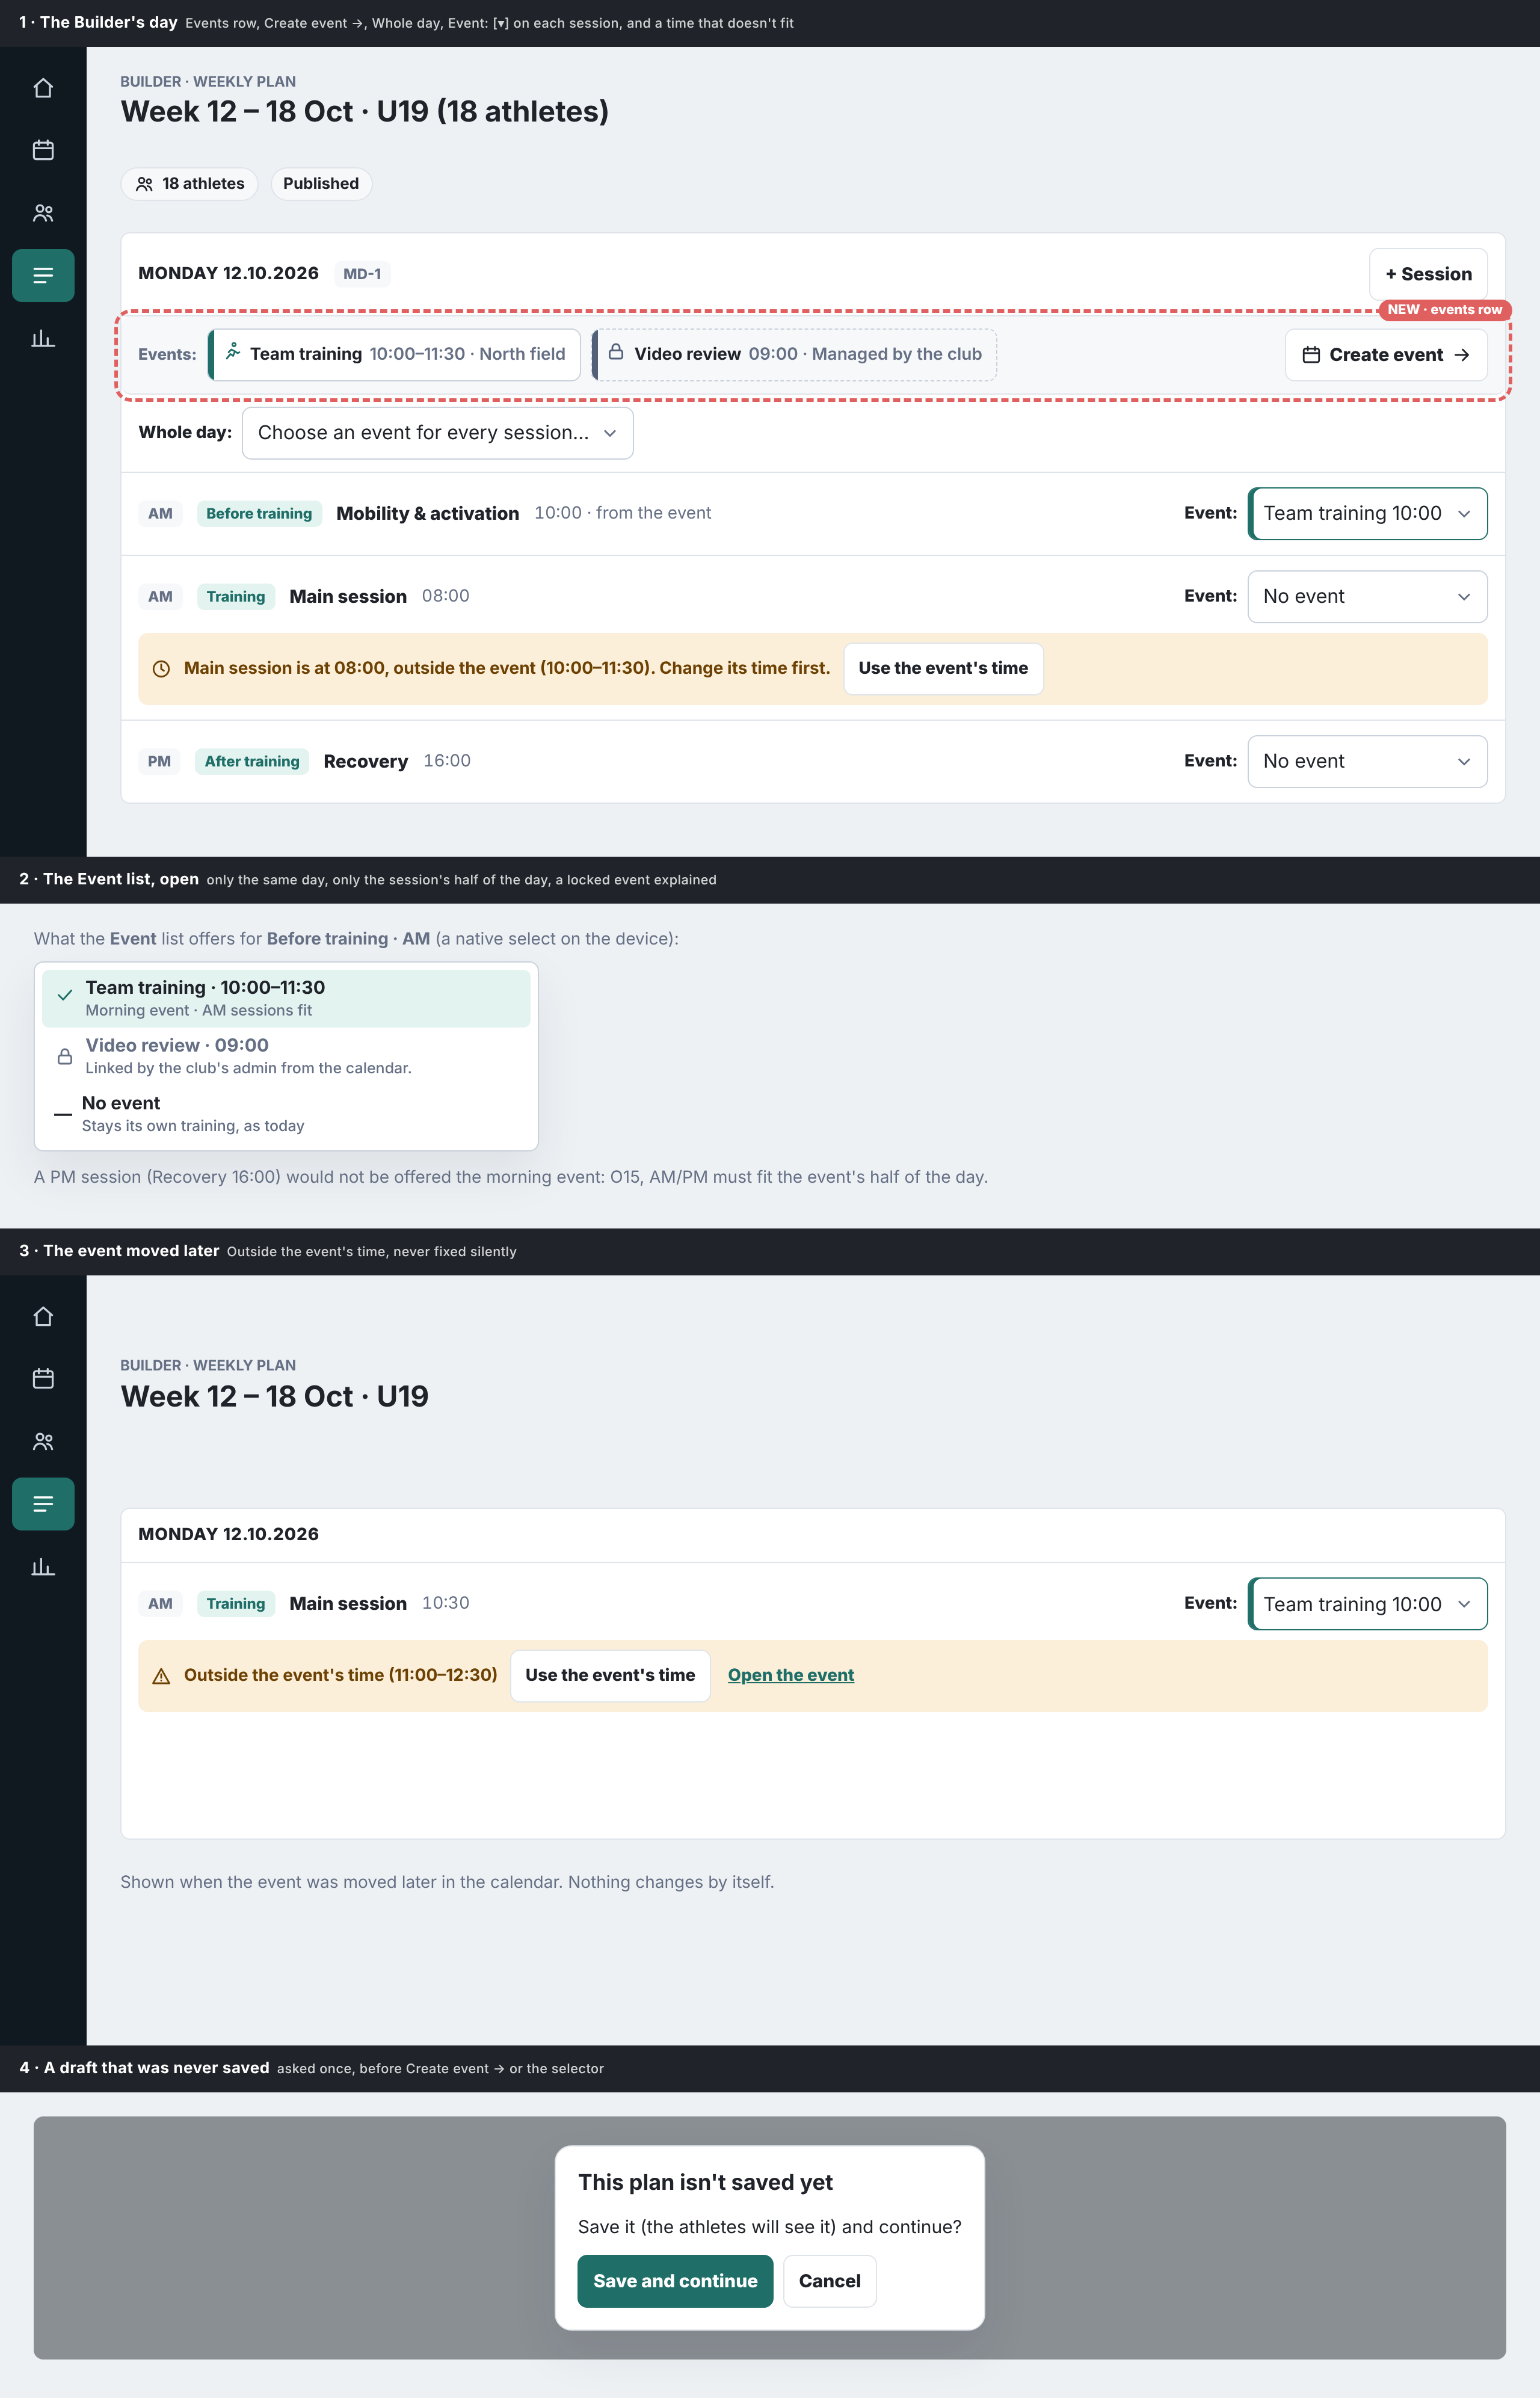 1 · The Builder's day Events row, Create event →, Whole day, Event: [▾] on each session, and a time that doesn't fit
BUILDER · WEEKLY PLAN
Week 12 – 18 Oct · U19 (18 athletes)
18 athletes Published
MONDAY 12.10.2026 MD-1 + Session
NEW · events row
Events: Team training 10:00–11:30 · North field Video review 09:00 · Managed by the club Create event →
Whole day: Choose an event for every session...
AM Before training Mobility & activation 10:00 · from the event Event: Team training 10:00
AM Training Main session 08:00 Event: No event
Main session is at 08:00, outside the event (10:00–11:30). Change its time first. Use the event's time
PM After training Recovery 16:00 Event: No event
2 · The Event list, open only the same day, only the session's half of the day, a locked event explained
What the Event list offers for Before training · AM (a native select on the device):
Team training · 10:00–11:30
Morning event · AM sessions fit
Video review · 09:00
Linked by the club's admin from the calendar.
— No event
Stays its own training, as today
A PM session (Recovery 16:00) would not be offered the morning event: O15, AM/PM must fit the event's half of the day.
3 · The event moved later Outside the event's time, never fixed silently
BUILDER · WEEKLY PLAN
Week 12 – 18 Oct · U19
MONDAY 12.10.2026
AM Training Main session 10:30 Event: Team training 10:00
Outside the event's time (11:00–12:30) Use the event's time Open the event
Shown when the event was moved later in the calendar. Nothing changes by itself.
4 · A draft that was never saved asked once, before Create event → or the selector
This plan isn't saved yet
Save it (the athletes will see it) and continue?
Save and continue Cancel